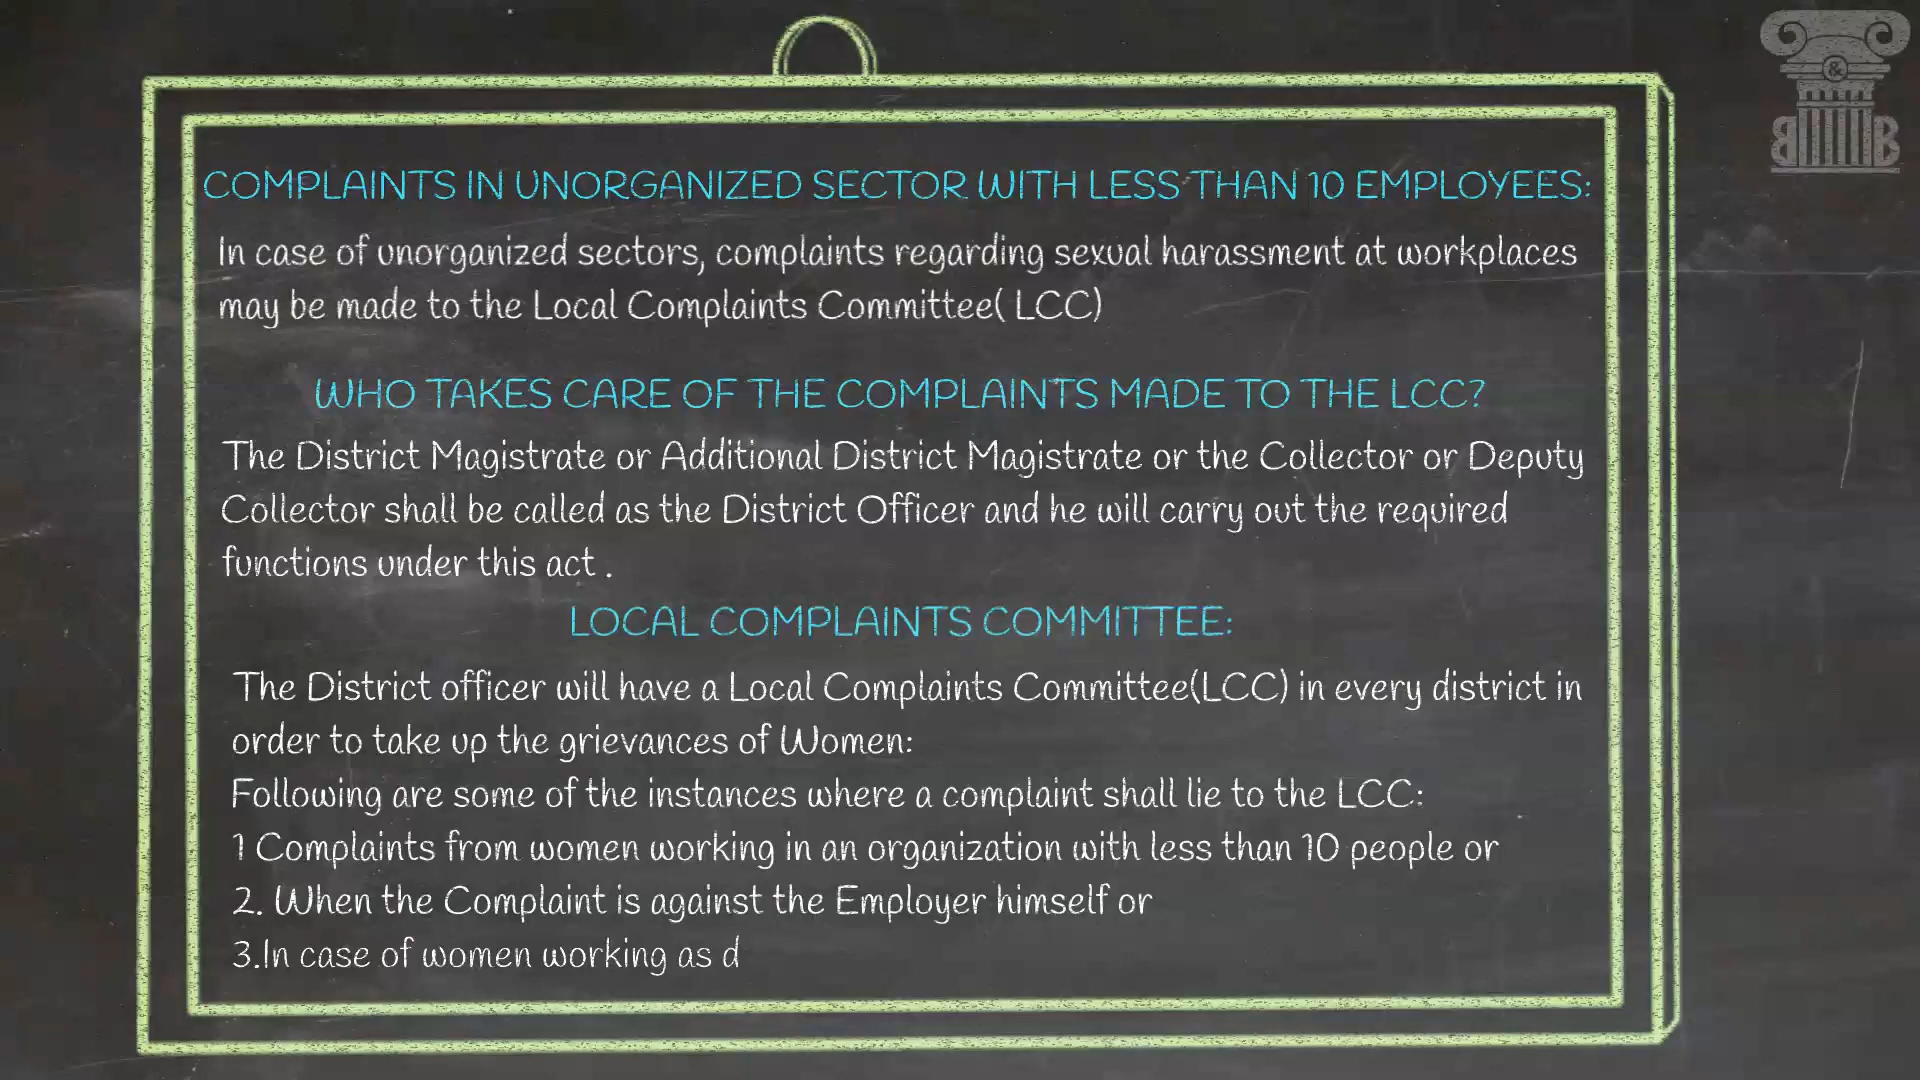 COMPLAINTS IN UNORGANIZED SECTOR WITH LESS THAN 10 EMPLOYEES:
In case of unorganized sectors, complaints regarding sexual harassment at workplaces
may be made to the Local Complaints Committee( LCC)
WHO TAKES CARE OF THE COMPLAINTS MADE TO THE LCC?
The District Magistrate or Additional District Magistrate or the Collector or Deputy
Collector shall be called as the District Officer and he will carry out the required
functions under this act .
LOCAL COMPLAINTS COMMITTEE:
The District officer will have a Local Complaints Committee(LCC) in every district in
order to take up the grievances of Women:
Following are some of the instances where a complaint shall lie to the LCC:
1 Complaints from women working in an organization with less than 10 people or
2. When the Complaint is against the Employer himself or
3.In case of women working as d
&
B B